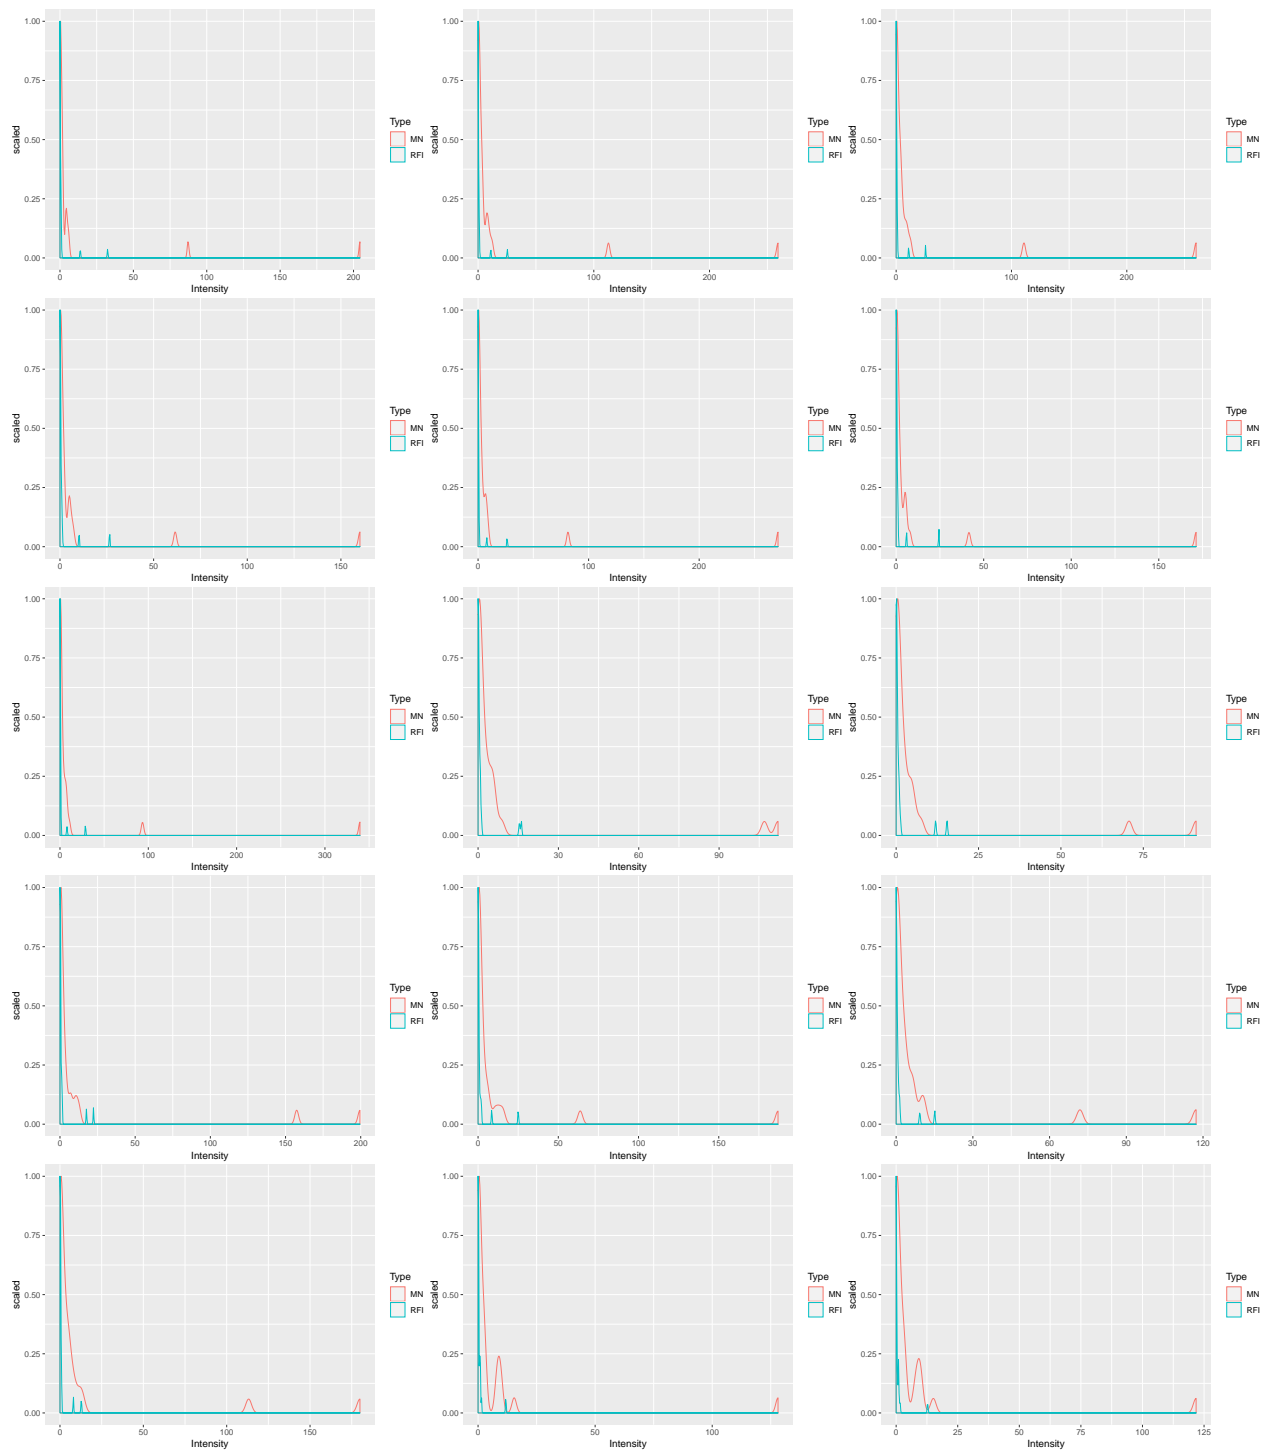 1.00
0.75
0.50
0.25
0.00
scaled
0 50 100 150 200
Intensity
Type
MN
RFI
1.00
0.75
0.50
0.25
0.00
scaled
0 100 200
Intensity
Type
MN
RFI
1.00
0.75
0.50
0.25
0.00
scaled
0 100 200
Intensity
Type
MN
RFI
1.00
0.75
0.50
0.25
0.00
scaled
0 50 100 150
Intensity
Type
MN
RFI
1.00
0.75
0.50
0.25
0.00
scaled
0 100 200
Intensity
Type
MN
RFI
1.00
0.75
0.50
0.25
0.00
scaled
0 50 100 150
Intensity
Type
MN
RFI
1.00
0.75
0.50
0.25
0.00
scaled
0 100 200 300
Intensity
Type
MN
RFI
1.00
0.75
0.50
0.25
0.00
scaled
0 30 60 90
Intensity
Type
MN
RFI
1.00
0.75
0.50
0.25
0.00
scaled
0 25 50 75
Intensity
Type
MN
RFI
1.00
0.75
0.50
0.25
0.00
scaled
0 50 100 150 200
Intensity
Type
MN
RFI
1.00
0.75
0.50
0.25
0.00
scaled
0 50 100 150
Intensity
Type
MN
RFI
1.00
0.75
0.50
0.25
0.00
scaled
0 30 60 90 120
Intensity
Type
MN
RFI
1.00
0.75
0.50
0.25
0.00
scaled
0 50 100 150
Intensity
Type
MN
RFI
1.00
0.75
0.50
0.25
0.00
scaled
0 50 100
Intensity
Type
MN
RFI
1.00
0.75
0.50
0.25
0.00
scaled
0 25 50 75 100 125
Intensity
Type
MN
RFI